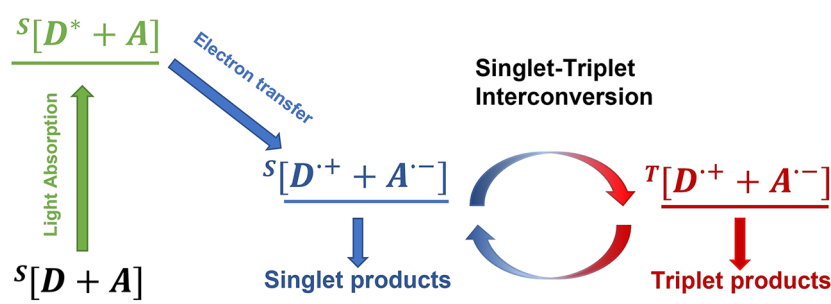 S[D* + A]
Electron transfer
Singlet-Triplet
Interconversion
Light Absorption
S[D·+ + A·−]
T[D·+ + A·−]
S[D + A]
Singlet products
Triplet products